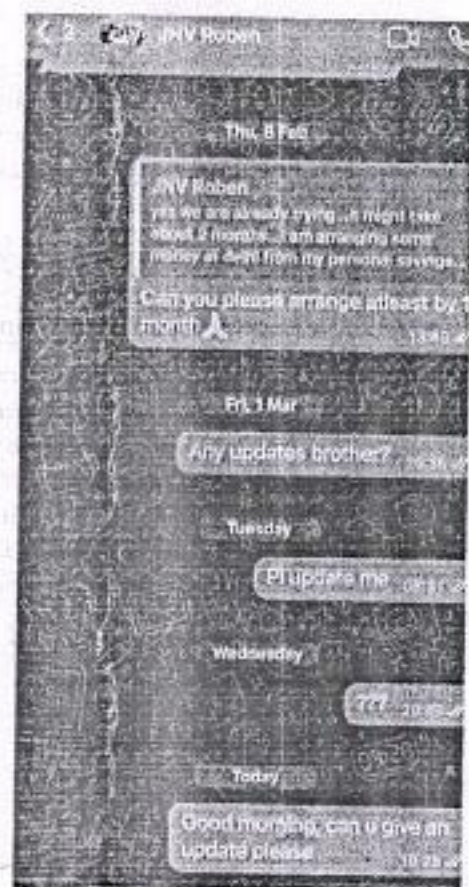 2 JNV Roben
Thu, 8 Feb
JNV Roben
yes we are already trying...it might take
about 2 months...I am arranging some
money at delhi from my personal savings...
Can you please arrange atleast by
month🙏
Fri, 1 Mar
Any updates brother?
Tuesday
Pl update me
Wednesday
???
Today
Good morning, can u give an
update please